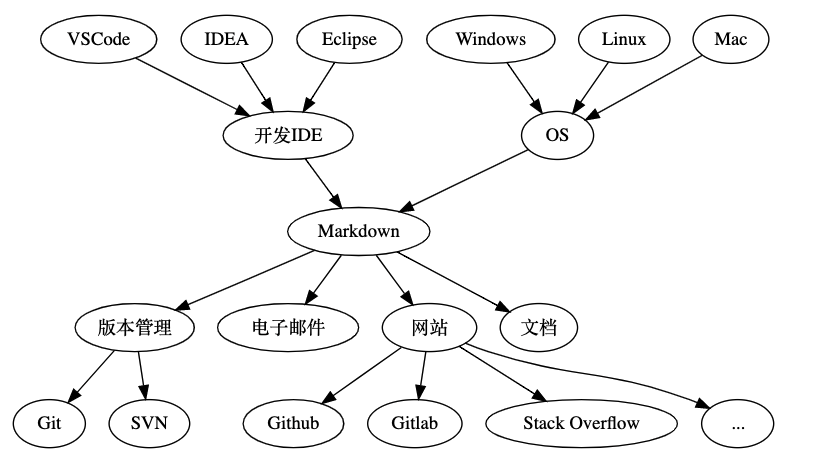 VSCode
IDEA
Eclipse
Windows
Linux
Mac
开发IDE
OS
Markdown
版本管理
电子邮件
网站
文档
Git
SVN
Github
Gitlab
Stack Overflow
...